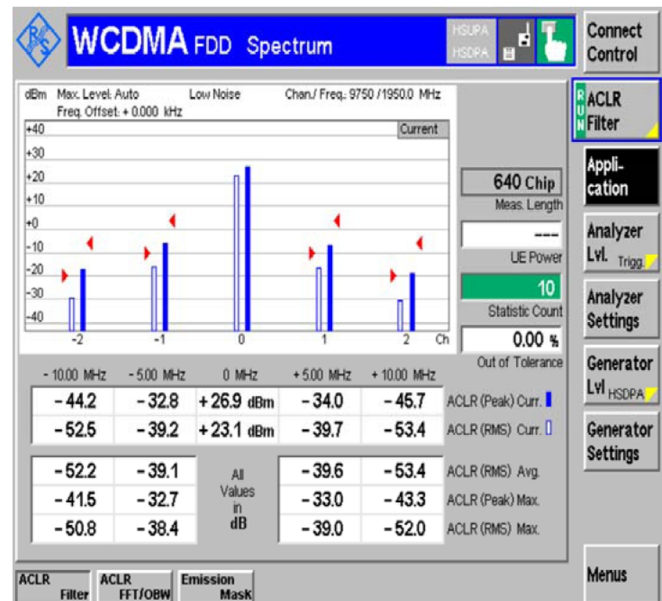 R&S
WCDMA FDD Spectrum
HSUPA
HSDPA
Connect
Control
dBm Max. Level: Auto Low Noise Chan./ Freq.: 9750 /1950.0 MHz
Freq. Offset: + 0.000 kHz
Current
+40
+30
+20
+10
+0
-10
-20
-30
-40
-2 -1 0 1 2 Ch
640 Chip
Meas. Length
---
UE Power
10
Statistic Count
0.00 %
Out of Tolerance
- 10.00 MHz - 5.00 MHz 0 MHz + 5.00 MHz + 10.00 MHz
- 44.2 - 32.8 + 26.9 dBm - 34.0 - 45.7 ACLR (Peak) Curr.
- 52.5 - 39.2 + 23.1 dBm - 39.7 - 53.4 ACLR (RMS) Curr.
- 52.2 - 39.1 - 39.6 - 53.4 ACLR (RMS) Avg.
- 41.5 - 32.7 - 33.0 - 43.3 ACLR (Peak) Max.
- 50.8 - 38.4 - 39.0 - 52.0 ACLR (RMS) Max.
All
Values
in
dB
RUN
ACLR
Filter
Appli-
cation
Analyzer
Lvl. Trigg.
Analyzer
Settings
Generator
Lvl HSDPA
Generator
Settings
Menus
ACLR
Filter
ACLR
FFT/OBW
Emission
Mask